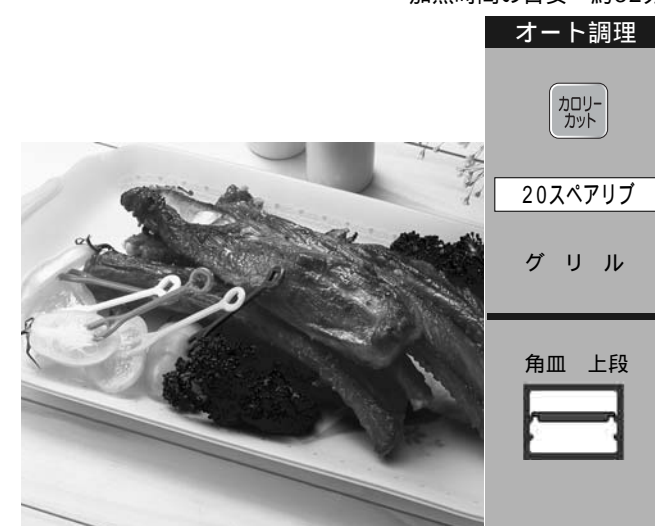 オート調理
カロリー
カット
20スペアリブ
グリル
角皿 上段